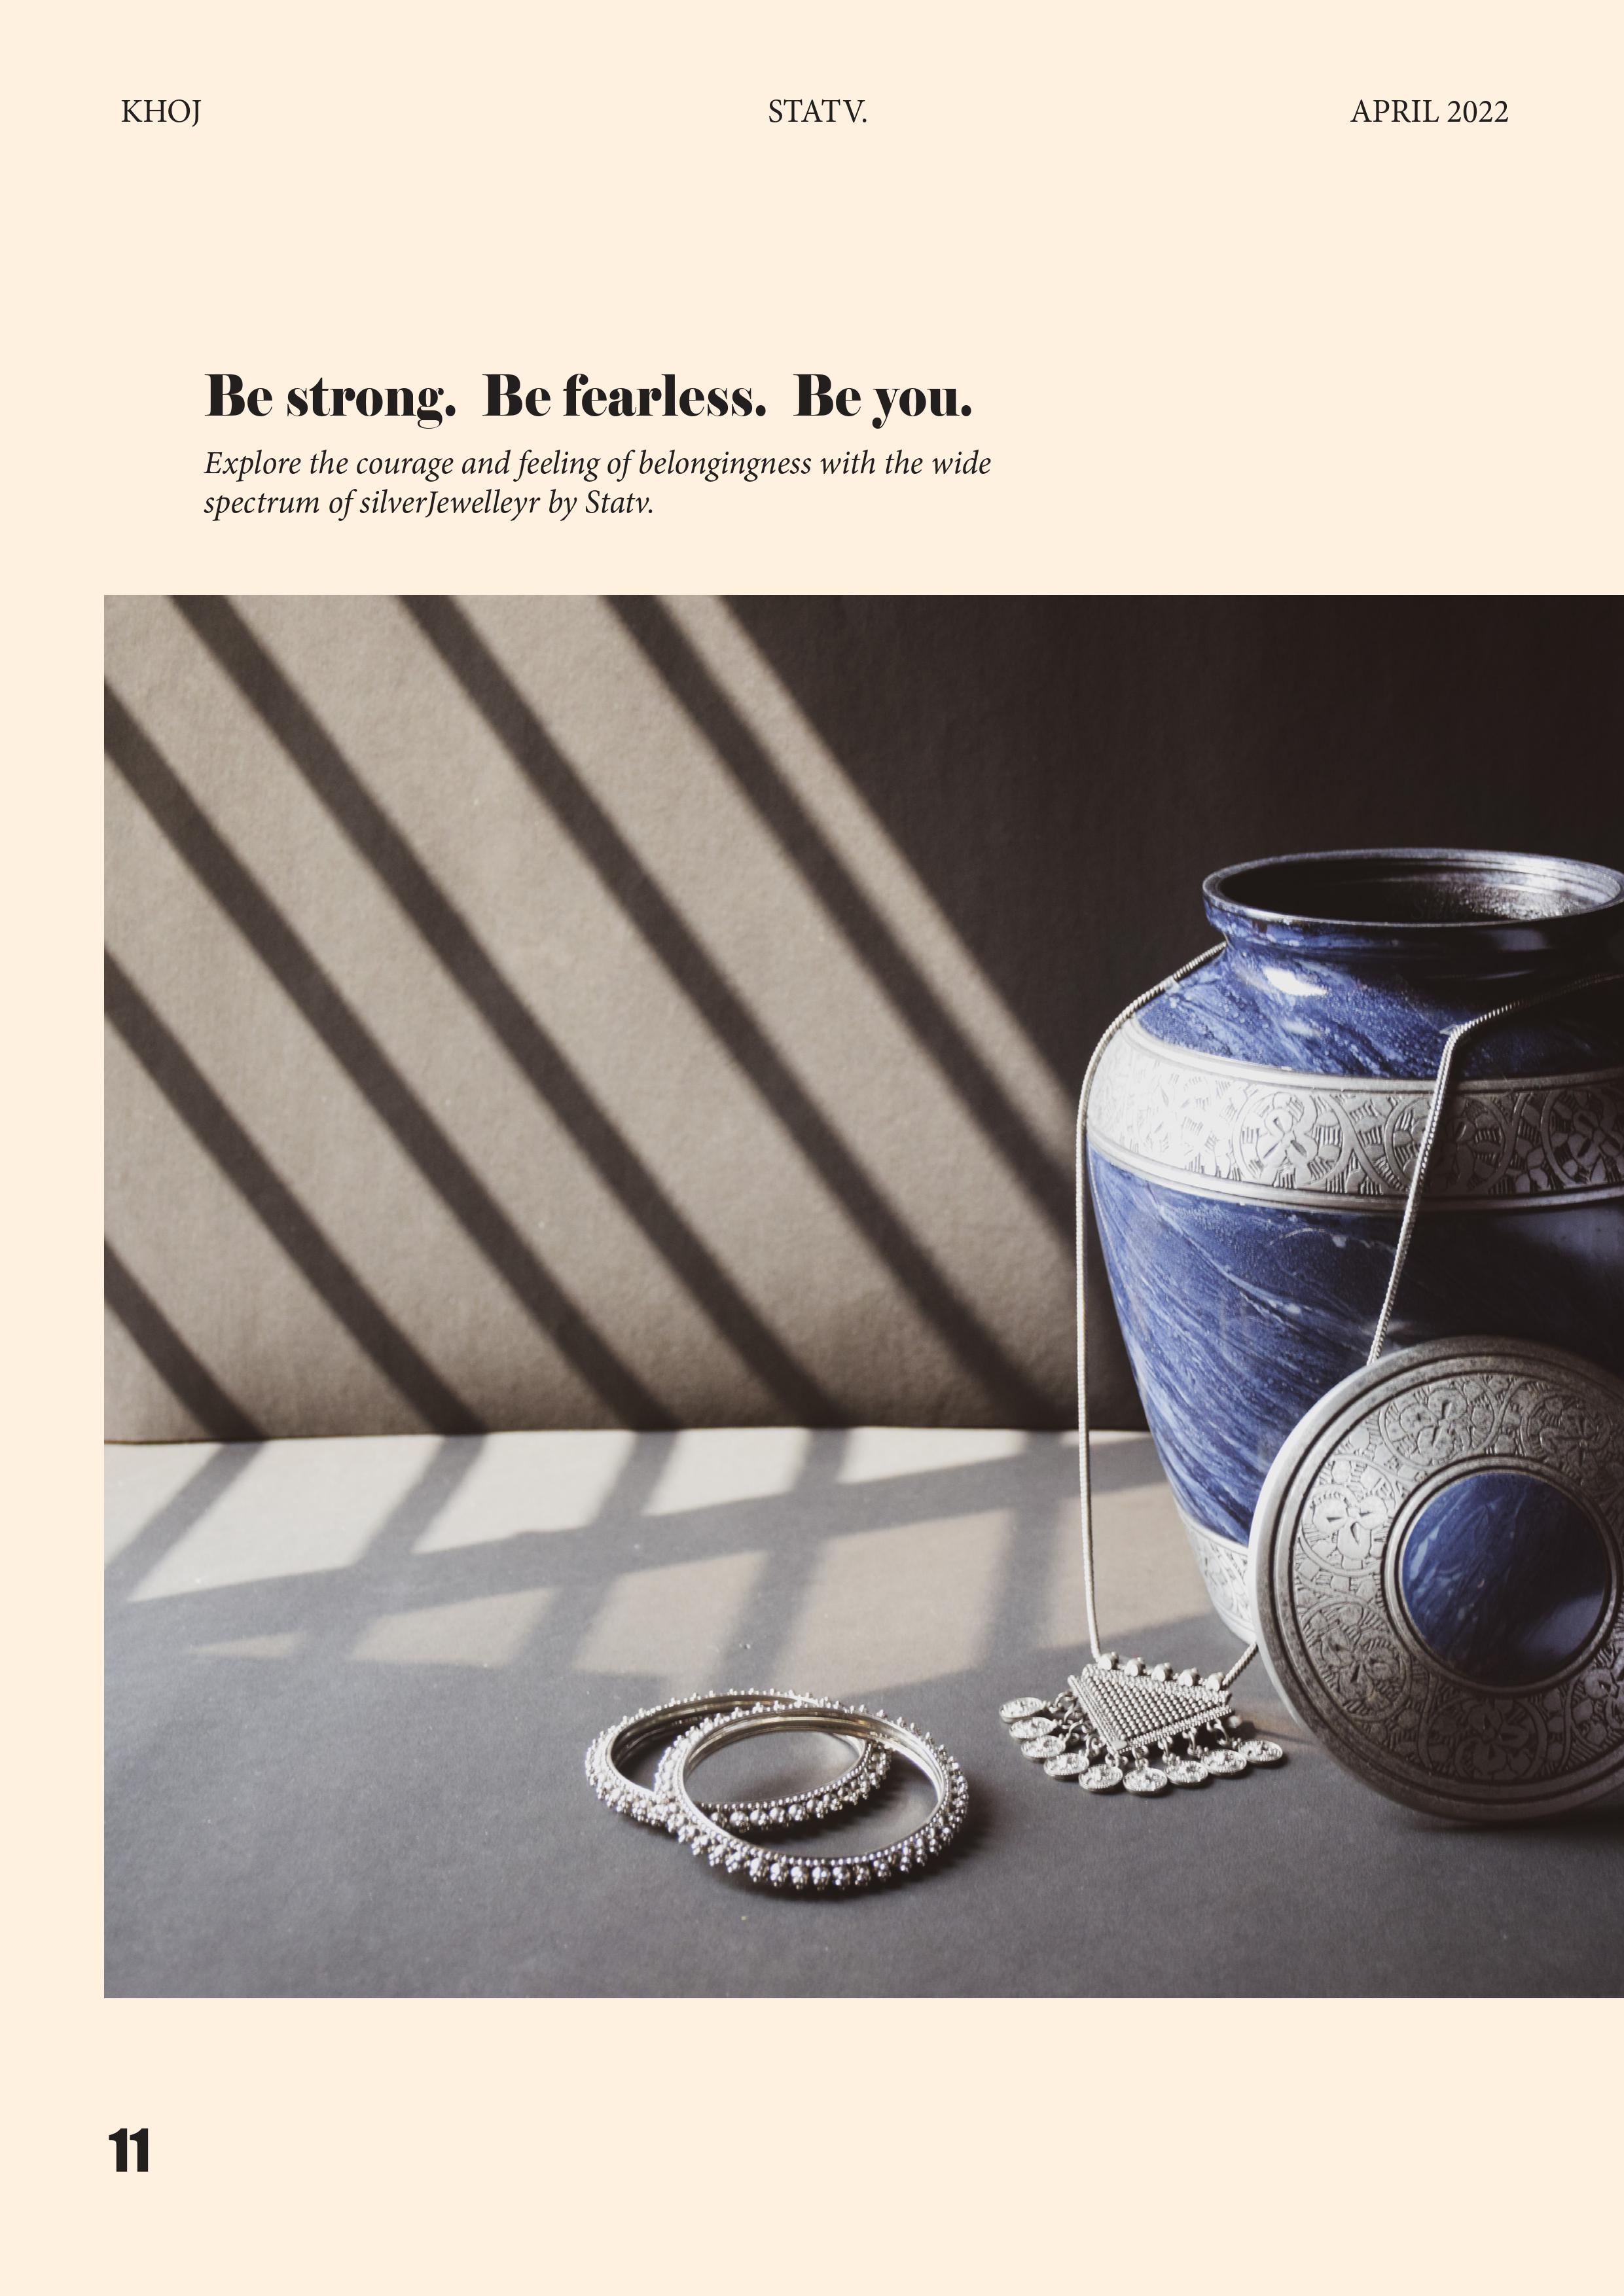 KHOJ STATV. APRIL 2022
Be strong. Be fearless. Be you.
Explore the courage and feeling of belongingness with the wide
spectrum of silverJewelleyr by Statv.
11